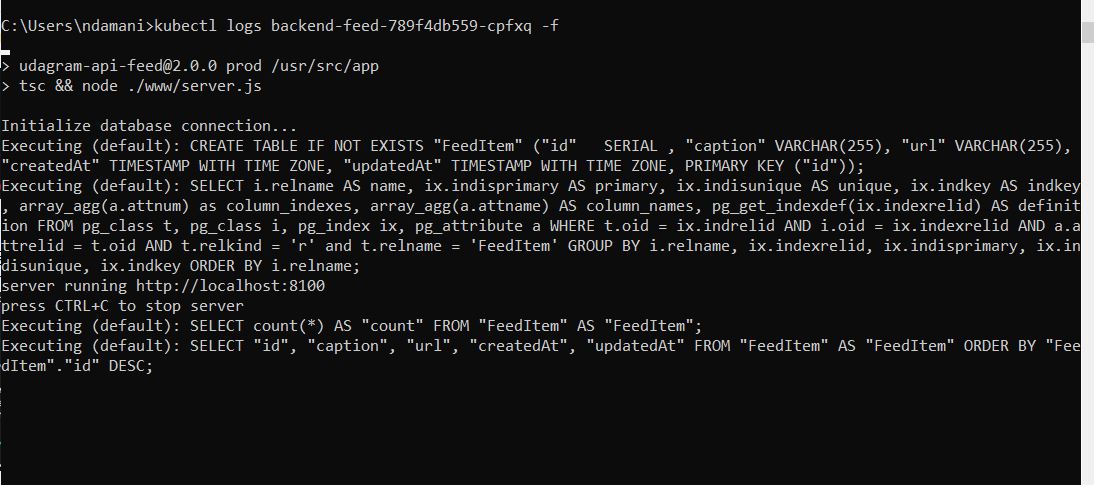 C:\Users\ndamani>kubectl logs backend-feed-789f4db559-cpfxq -f
> udagram-api-feed@2.0.0 prod /usr/src/app
> tsc && node ./www/server.js
Initialize database connection...
Executing (default): CREATE TABLE IF NOT EXISTS "FeedItem" ("id"   SERIAL , "caption" VARCHAR(255), "url" VARCHAR(255),
"createdAt" TIMESTAMP WITH TIME ZONE, "updatedAt" TIMESTAMP WITH TIME ZONE, PRIMARY KEY ("id"));
Executing (default): SELECT i.relname AS name, ix.indisprimary AS primary, ix.indisunique AS unique, ix.indkey AS indkey
, array_agg(a.attnum) as column_indexes, array_agg(a.attname) AS column_names, pg_get_indexdef(ix.indexrelid) AS definit
ion FROM pg_class t, pg_class i, pg_index ix, pg_attribute a WHERE t.oid = ix.indrelid AND i.oid = ix.indexrelid AND a.a
ttrelid = t.oid AND t.relkind = 'r' and t.relname = 'FeedItem' GROUP BY i.relname, ix.indexrelid, ix.indisprimary, ix.in
disunique, ix.indkey ORDER BY i.relname;
server running http://localhost:8100
press CTRL+C to stop server
Executing (default): SELECT count(*) AS "count" FROM "FeedItem" AS "FeedItem";
Executing (default): SELECT "id", "caption", "url", "createdAt", "updatedAt" FROM "FeedItem" AS "FeedItem" ORDER BY "Fee
dItem"."id" DESC;